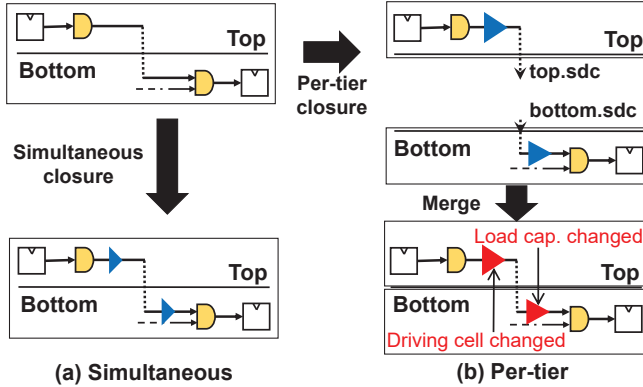 Top
Bottom
Per-tier
closure
Simultaneous
closure
Top
top.sdc
bottom.sdc
Bottom
Merge
Load cap. changed
Top
Bottom
Top
Bottom
Driving cell changed
(a) Simultaneous
(b) Per-tier